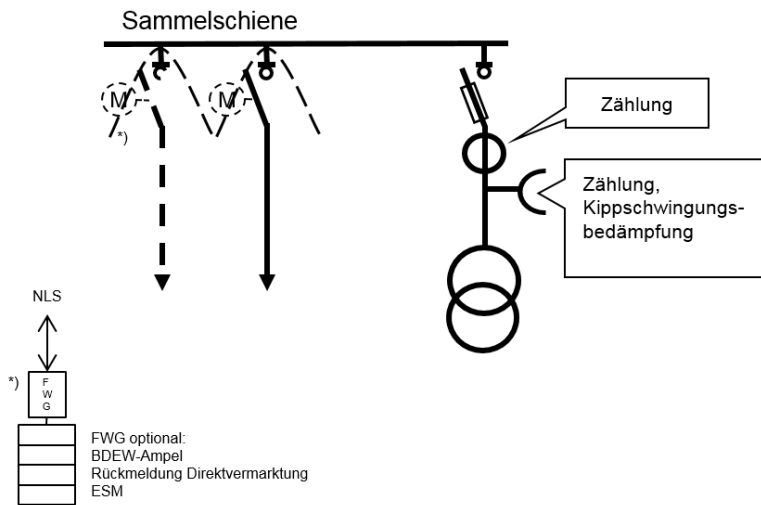 Sammelschiene
M
M
*)
Zählung
Zählung,
Kippschwingungs-
bedämpfung
NLS
*)
F
W
G
FWG optional:
BDEW-Ampel
Rückmeldung Direktvermarktung
ESM